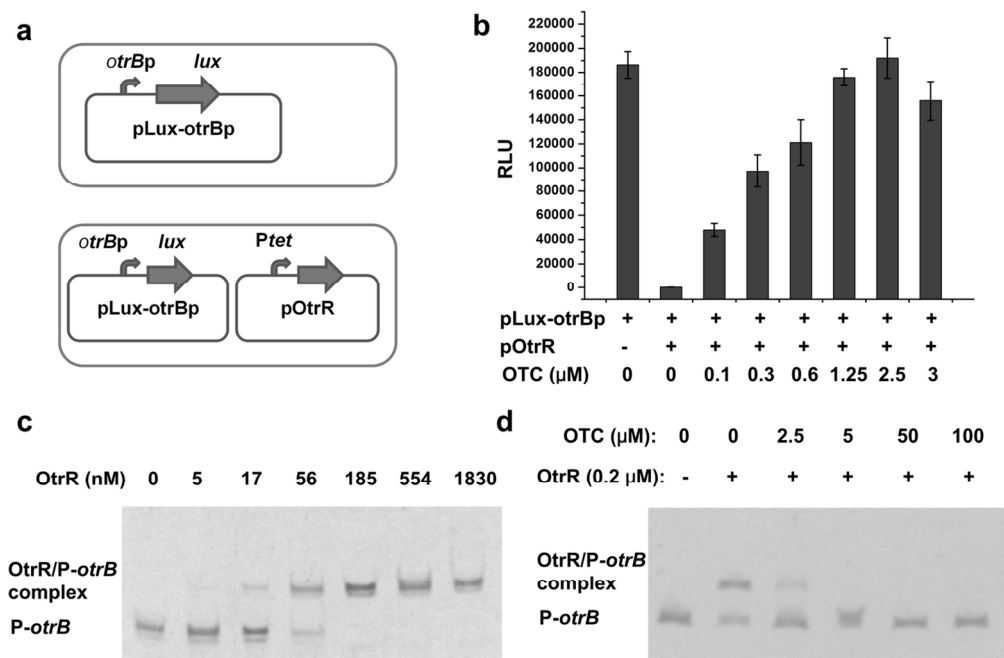 a
otrBp lux
pLux-otrBp
otrBp lux Ptet
pLux-otrBp pOtrR
b
RLU
220000
200000
180000
160000
140000
120000
100000
80000
60000
40000
20000
0
pLux-otrBp + + + + + + + +
pOtrR - + + + + + + +
OTC (µM) 0 0 0.1 0.3 0.6 1.25 2.5 3
c
OtrR (nM) 0 5 17 56 185 554 1830
OtrR/P-otrB
complex
P-otrB
d
OTC (µM): 0 0 2.5 5 50 100
OtrR (0.2 µM): - + + + + +
OtrR/P-otrB
complex
P-otrB